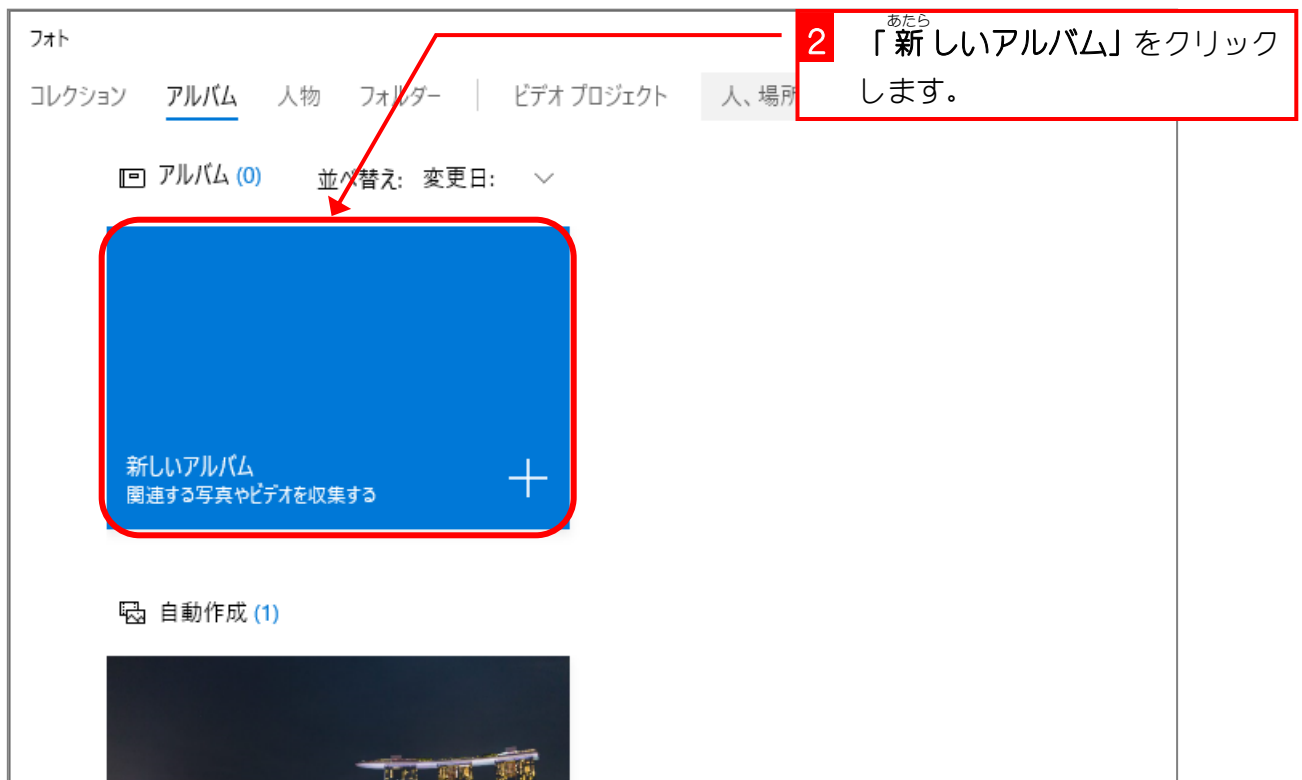 フォト
2 「新しいアルバム」をクリック
あたら
します。
コレクション アルバム 人物 フォルダー ビデオ プロジェクト 人、場所
アルバム (0) 並べ替え: 変更日:
新しいアルバム
関連する写真やビデオを収集する
自動作成 (1)